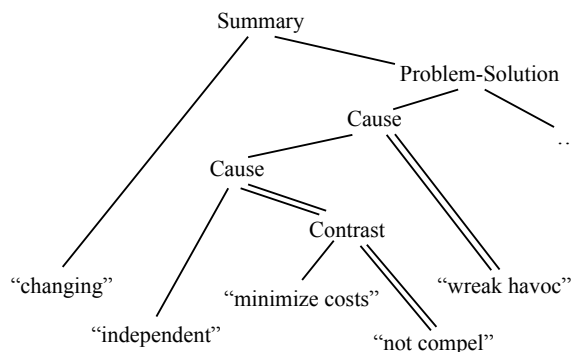 Summary
Problem-Solution
Cause
..
Cause
Contrast
“changing”
“minimize costs”
“wreak havoc”
“independent”
“not compel”